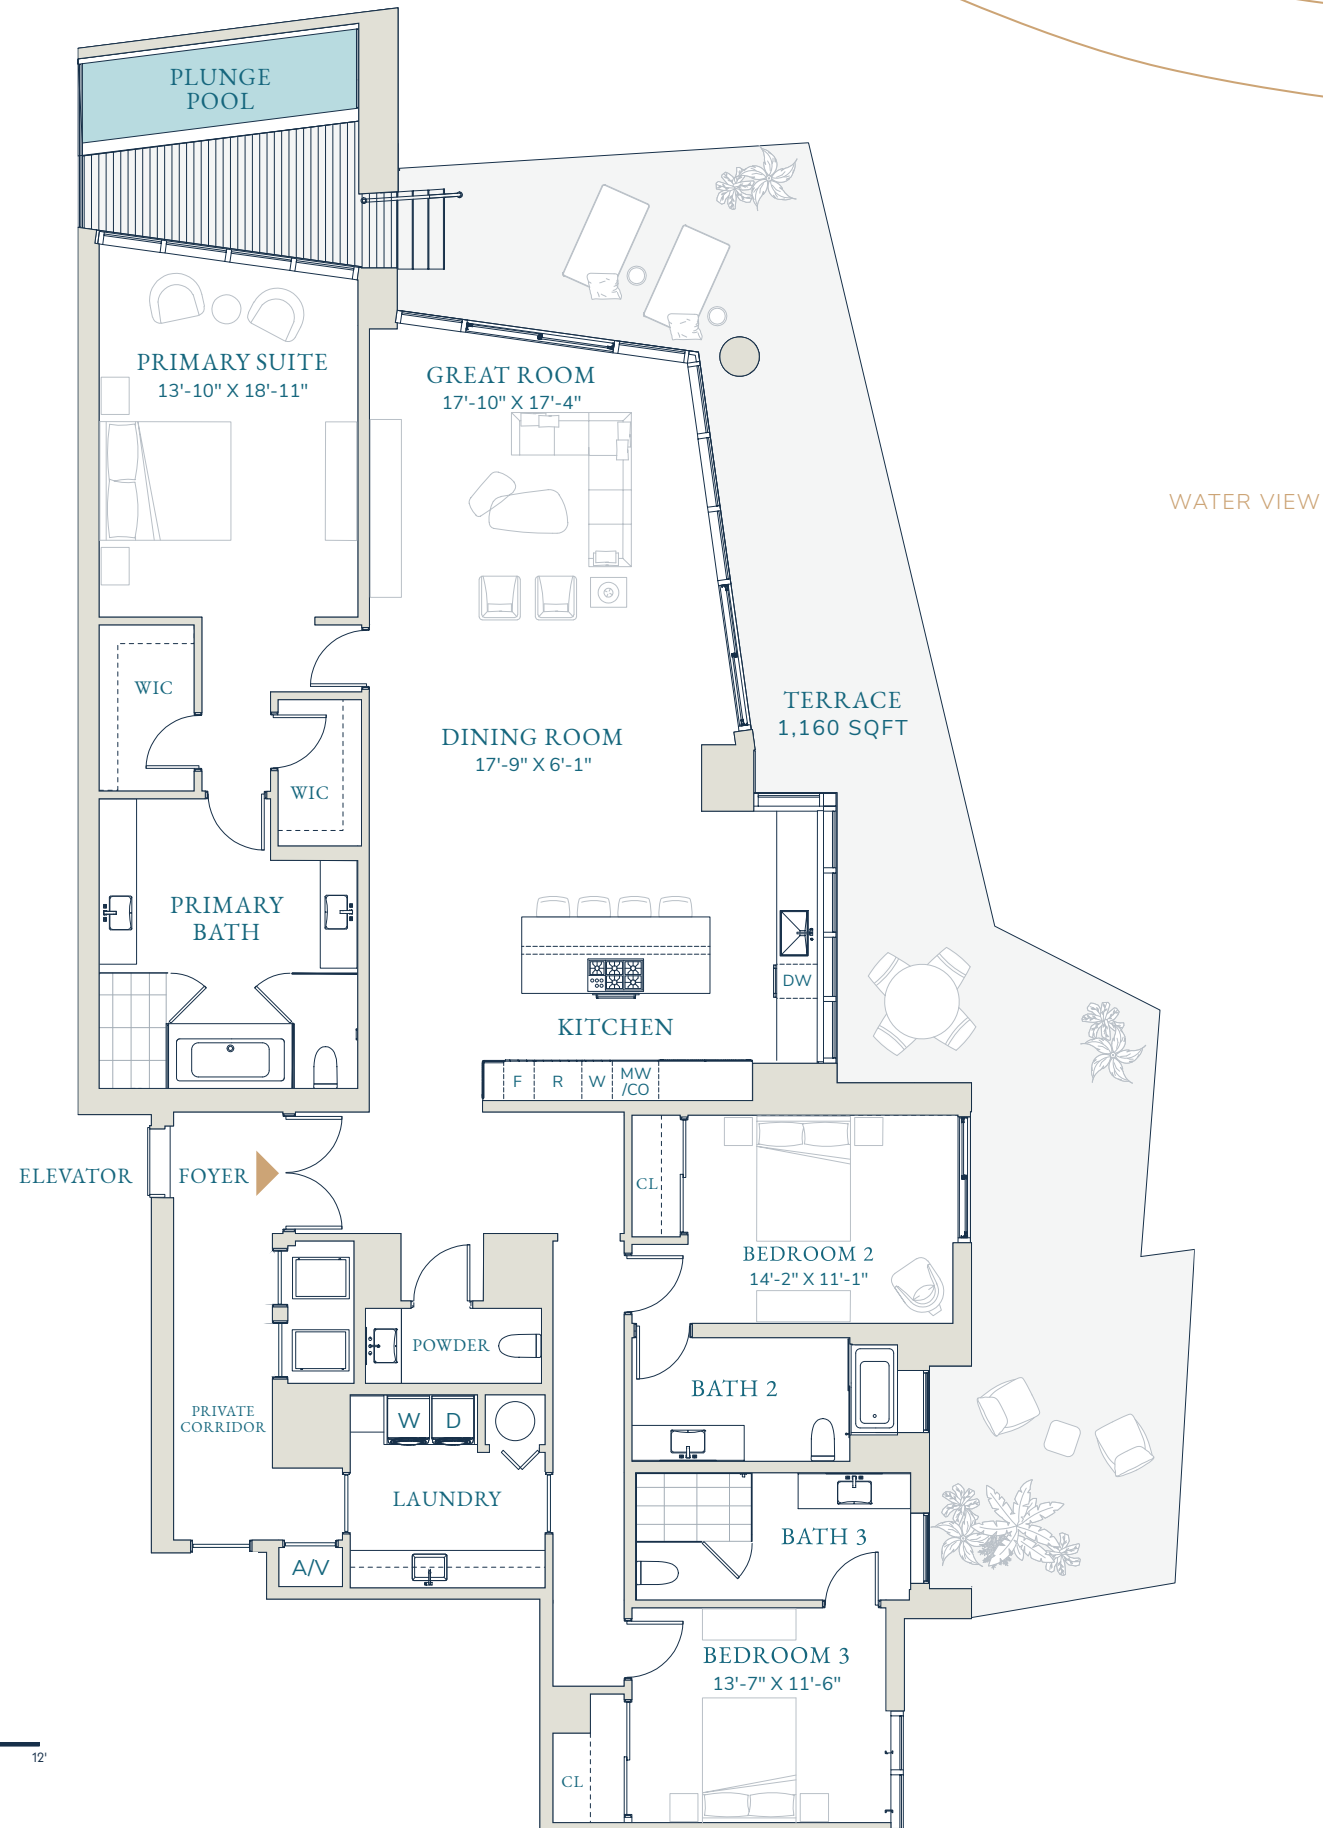 PLUNGE
POOL
PRIMARY SUITE
13'-10" X 18'-11"
GREAT ROOM
17'-10" X 17'-4"
WATER VIEW
WIC
TERRACE
1,160 SQFT
DINING ROOM
17'-9" X 6'-1"
WIC
PRIMARY
BATH
DW
KITCHEN
F
R
W
MW
/CO
ELEVATOR
FOYER
CL
BEDROOM 2
14'-2" X 11'-1"
POWDER
BATH 2
PRIVATE
CORRIDOR
W
D
LAUNDRY
BATH 3
A/V
BEDROOM 3
13'-7" X 11'-6"
12'
CL